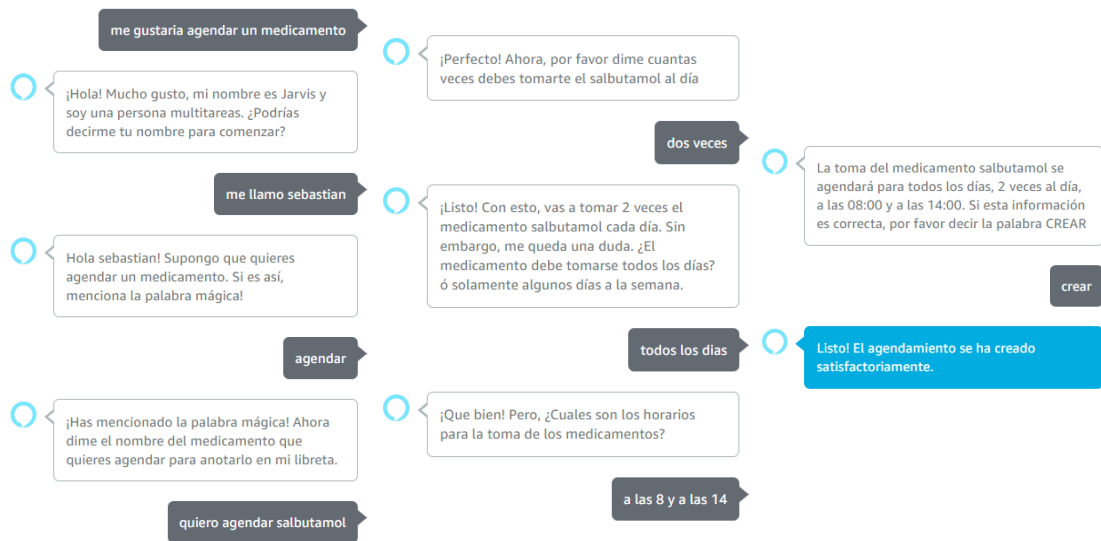 me gustaria agendar un medicamento
¡Hola! Mucho gusto, mi nombre es Jarvis y
soy una persona multitareas. ¿Podrías
decirme tu nombre para comenzar?
me llamo sebastian
Hola sebastian! Supongo que quieres
agendar un medicamento. Si es así,
menciona la palabra mágica!
agendar
¡Has mencionado la palabra mágica! Ahora
dime el nombre del medicamento que
quieres agendar para anotarlo en mi libreta.
quiero agendar salbutamol
¡Perfecto! Ahora, por favor dime cuantas
veces debes tomarte el salbutamol al día
dos veces
¡Listo! Con esto, vas a tomar 2 veces el
medicamento salbutamol cada día. Sin
embargo, me queda una duda. ¿El
medicamento debe tomarse todos los días?
ó solamente algunos días a la semana.
todos los dias
¡Que bien! Pero, ¿Cuales son los horarios
para la toma de los medicamentos?
a las 8 y a las 14
La toma del medicamento salbutamol se
agendará para todos los días, 2 veces al día,
a las 08:00 y a las 14:00. Si esta información
es correcta, por favor decir la palabra CREAR
crear
Listo! El agendamiento se ha creado
satisfactoriamente.